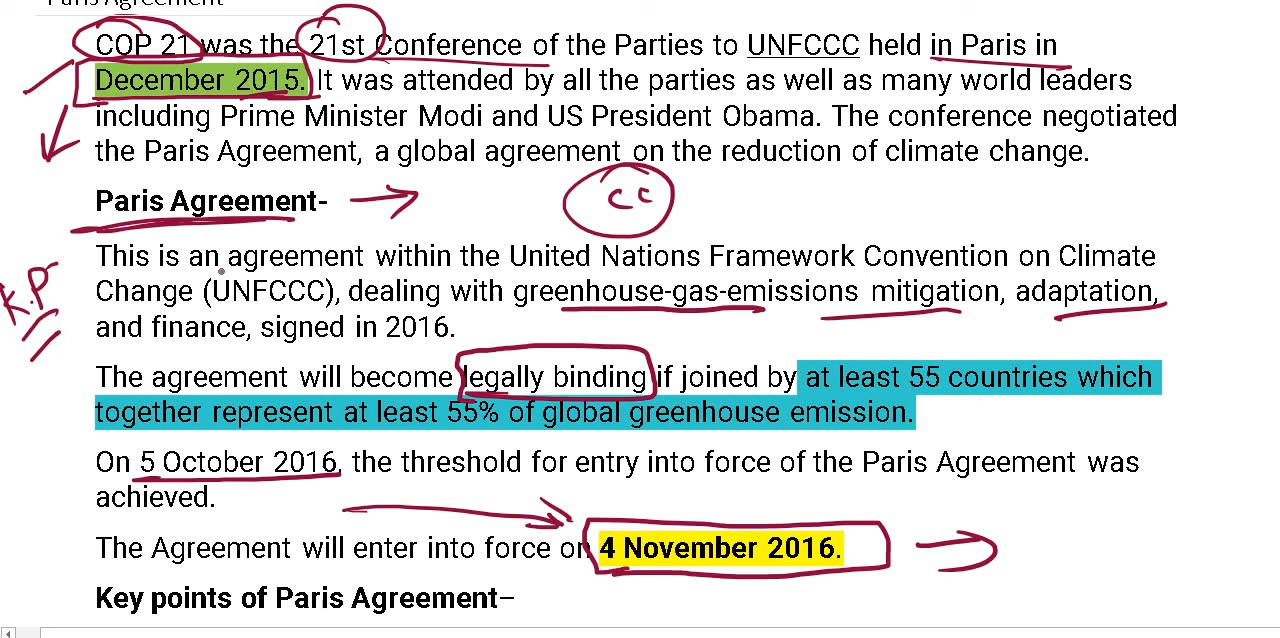 Paris Agreement
COP 21 was the 21st Conference of the Parties to UNFCCC held in Paris in
December 2015. It was attended by all the parties as well as many world leaders
including Prime Minister Modi and US President Obama. The conference negotiated
the Paris Agreement, a global agreement on the reduction of climate change.
CC
Paris Agreement-
This is an agreement within the United Nations Framework Convention on Climate
Change (UNFCCC), dealing with greenhouse-gas-emissions mitigation, adaptation,
K.P
and finance, signed in 2016.
The agreement will become legally binding if joined by at least 55 countries which
together represent at least 55% of global greenhouse emission.
On 5 October 2016, the threshold for entry into force of the Paris Agreement was
achieved.
The Agreement will enter into force on 4 November 2016.
Key points of Paris Agreement–